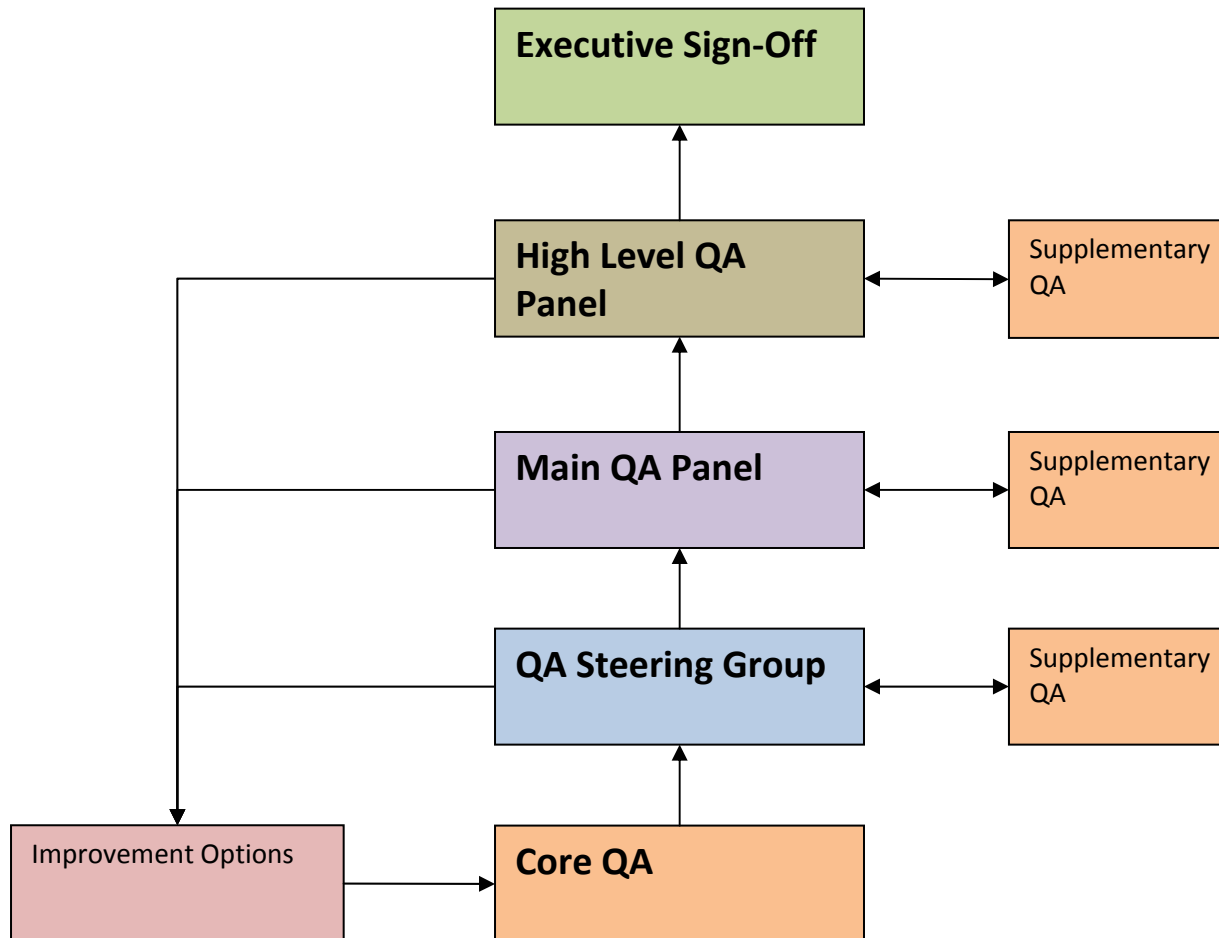 Executive Sign-Off
High Level QA
Panel
Supplementary
QA
Main QA Panel
Supplementary
QA
QA Steering Group
Supplementary
QA
Improvement Options
Core QA